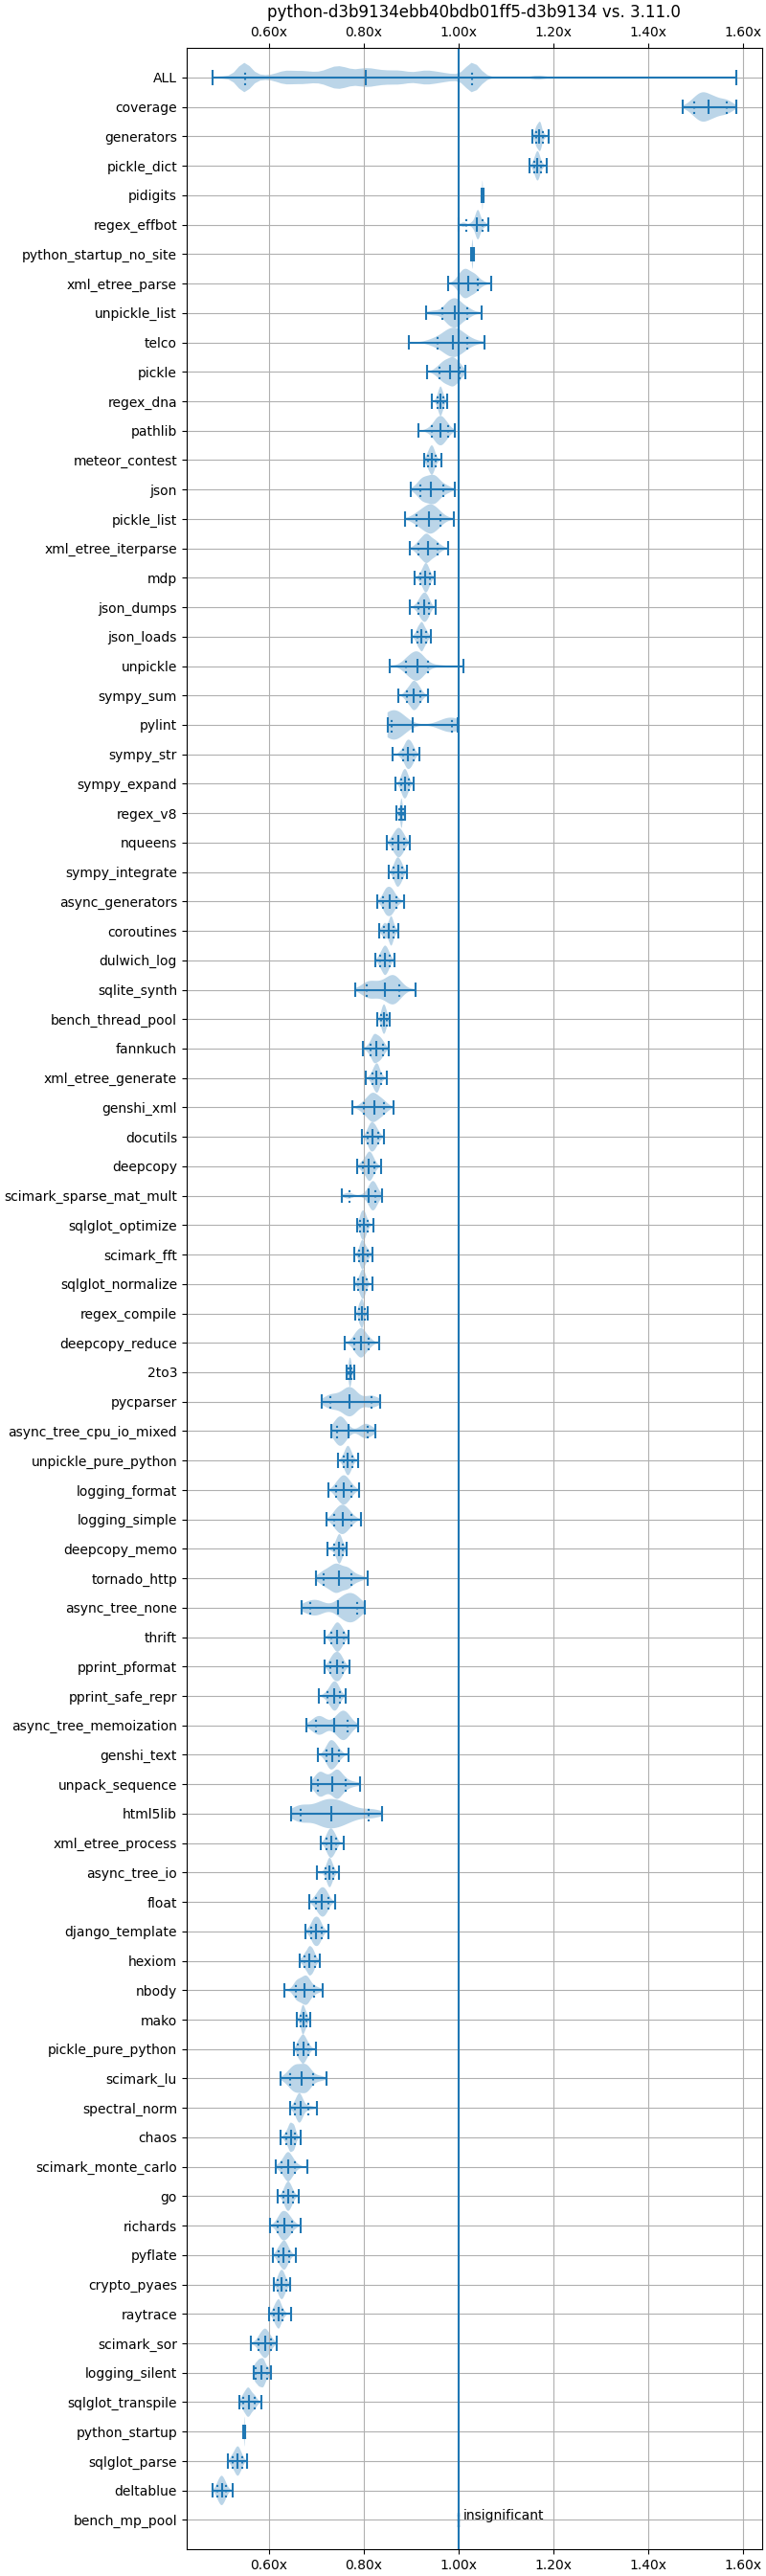 python-d3b9134ebb40bdb01ff5-d3b9134 vs. 3.11.0
0.60x 0.80x 1.00x 1.20x 1.40x 1.60x
ALL
coverage
generators
pickle_dict
pidigits
regex_effbot
python_startup_no_site
xml_etree_parse
unpickle_list
telco
pickle
regex_dna
pathlib
meteor_contest
json
pickle_list
xml_etree_iterparse
mdp
json_dumps
json_loads
unpickle
sympy_sum
pylint
sympy_str
sympy_expand
regex_v8
nqueens
sympy_integrate
async_generators
coroutines
dulwich_log
sqlite_synth
bench_thread_pool
fannkuch
xml_etree_generate
genshi_xml
docutils
deepcopy
scimark_sparse_mat_mult
sqlglot_optimize
scimark_fft
sqlglot_normalize
regex_compile
deepcopy_reduce
2to3
pycparser
async_tree_cpu_io_mixed
unpickle_pure_python
logging_format
logging_simple
deepcopy_memo
tornado_http
async_tree_none
thrift
pprint_pformat
pprint_safe_repr
async_tree_memoization
genshi_text
unpack_sequence
html5lib
xml_etree_process
async_tree_io
float
django_template
hexiom
nbody
mako
pickle_pure_python
scimark_lu
spectral_norm
chaos
scimark_monte_carlo
go
richards
pyflate
crypto_pyaes
raytrace
scimark_sor
logging_silent
sqlglot_transpile
python_startup
sqlglot_parse
deltablue
bench_mp_pool insignificant
0.60x 0.80x 1.00x 1.20x 1.40x 1.60x